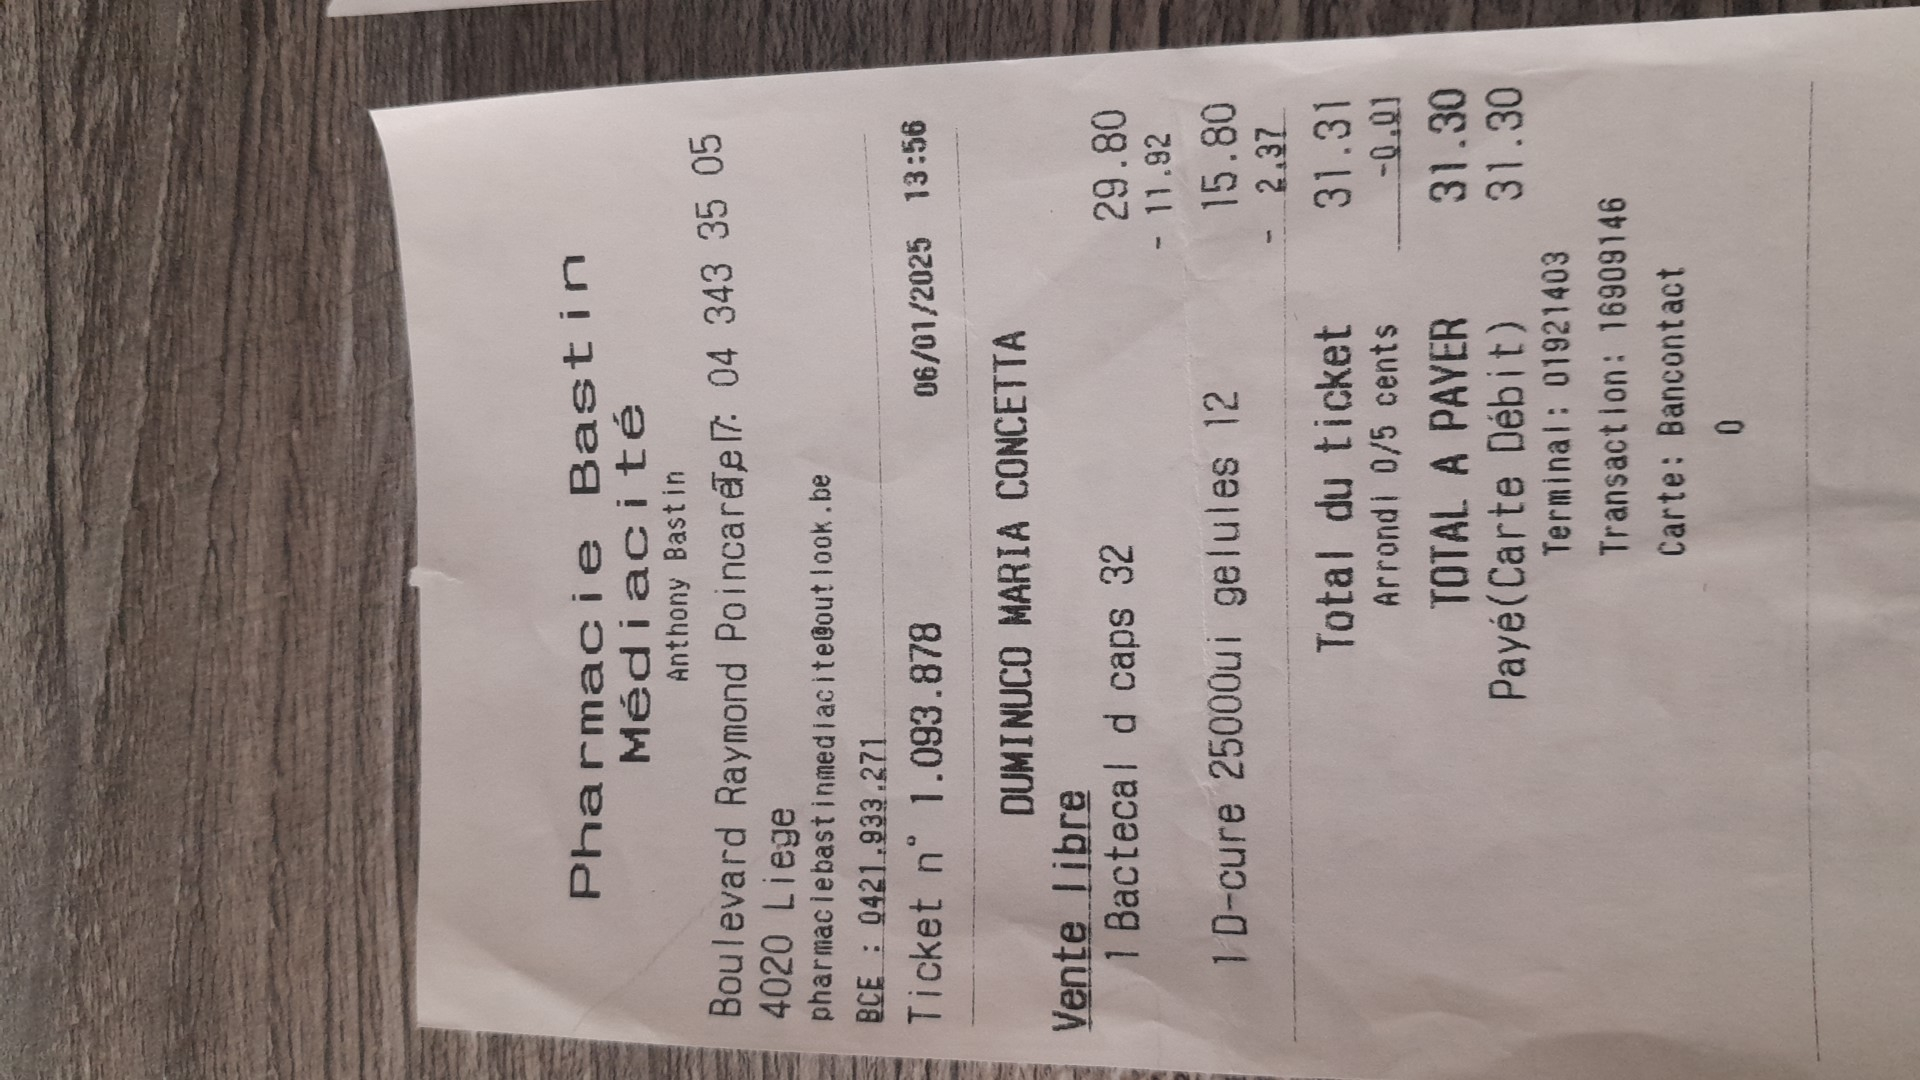 Pharmacie Bastin
Médiacité
Anthony Bastin
Boulevard Raymond Poincaré, 7 Tel: 04 343 35 05
4020 Liege
pharmaciebastinmediacite@outlook.be
BCE : 0421.933.271
Ticket n° 1.093.878 06/01/2025 13:56
DUMINUCO MARIA CONCETTA
Vente libre
1 Bactecal d caps 32 29.80
- 11.92
1 D-cure 25000ui gelules 12 15.80
- 2.37
Total du ticket 31.31
Arrondi 0/5 cents -0.01
TOTAL A PAYER 31.30
Payé(Carte Débit) 31.30
Terminal: 01921403
Transaction: 16909146
Carte: Bancontact
0